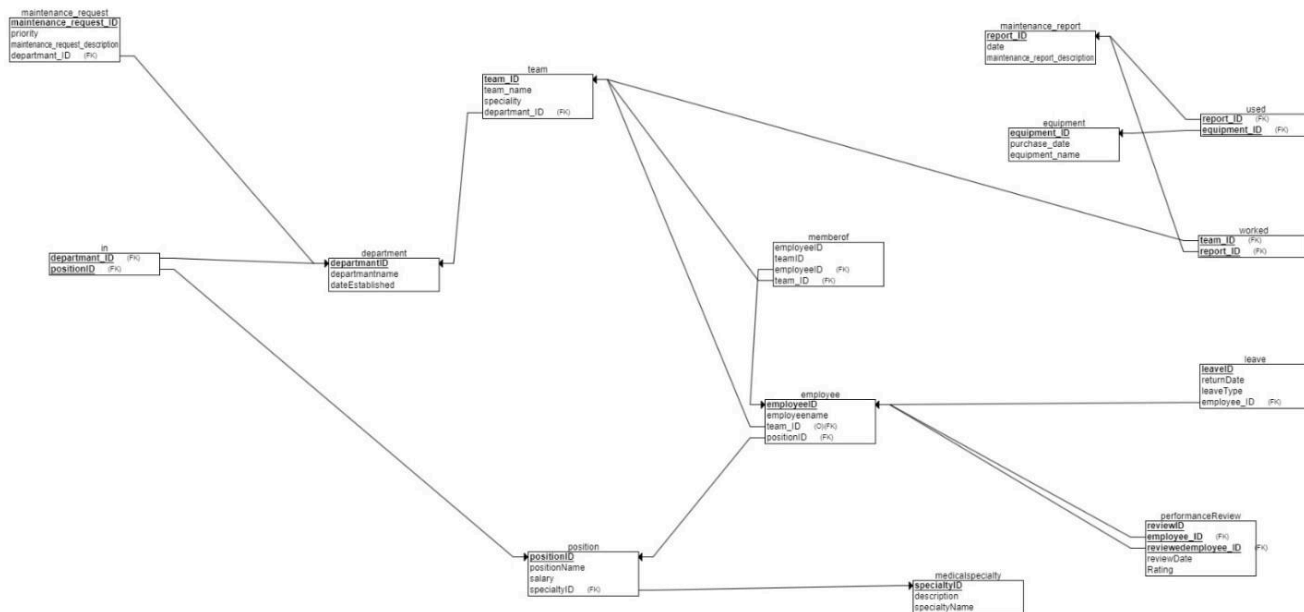 maintenance_request
maintenance_request_ID
priority
maintenance_request_description
departmant_ID (FK)
team
team_ID
team_name
speciality
departmant_ID (FK)
maintenance_report
report_ID
date
maintenance_report_description
used
report_ID (FK)
equipment_ID (FK)
equipment
equipment_ID
purchase_date
equipment_name
in
departmant_ID (FK)
positionID (FK)
department
departmantID
departmantname
dateEstablished
memberof
employeeID
teamID
employeeID (FK)
team_ID (FK)
worked
team_ID (FK)
report_ID (FK)
employee
employeeID
employeename
team_ID (O)(FK)
positionID (FK)
leave
leaveID
returnDate
leaveType
employee_ID (FK)
position
positionID
positionName
salary
specialtyID (FK)
medicalspecialty
specialtyID
description
specialtyName
performanceReview
reviewID
employee_ID (FK)
reviewedemployee_ID (FK)
reviewDate
Rating